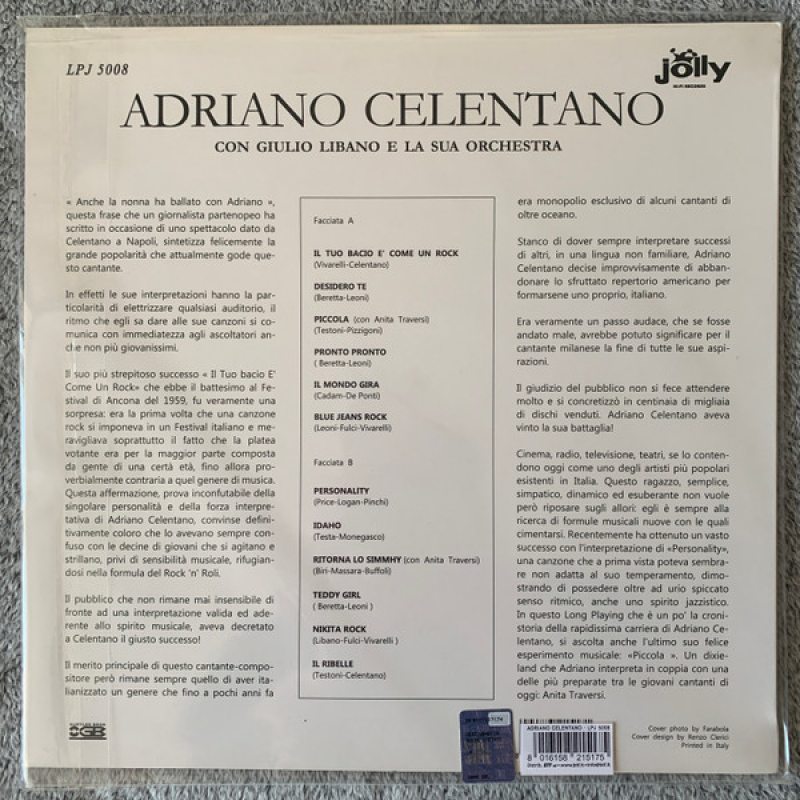 LPJ 5008
jolly
HI-FI RECORDS
ADRIANO CELENTANO
CON GIULIO LIBANO E LA SUA ORCHESTRA
« Anche la nonna ha ballato con Adriano »,
questa frase che un giornalista partenopeo ha
scritto in occasione di uno spettacolo dato da
Celentano a Napoli, sintetizza felicemente la
grande popolarità che attualmente gode que-
sto cantante.
In effetti le sue interpretazioni hanno la par-
ticolarità di elettrizzare qualsiasi auditorio, il
ritmo che egli sa dare alle sue canzoni si co-
munica con immediatezza agli ascoltatori an-
che non più giovanissimi.
Il suo più strepitoso successo « Il Tuo bacio E'
Come Un Rock» che ebbe il battesimo al Fe-
stival di Ancona del 1959, fu veramente una
sorpresa: era la prima volta che una canzone
rock si imponeva in un Festival italiano e me-
ravigliava soprattutto il fatto che la platea
votante era per la maggior parte composta
da gente di una certà età, fino allora pro-
verbialmente contraria a quel genere di musica.
Questa affermazione, prova inconfutabile della
singolare personalità e della forza interpre-
tativa di Adriano Celentano, convinse defini-
tivamente coloro che lo avevano sempre con-
fuso con le decine di giovani che si agitano e
strillano, privi di sensibilità musicale, rifugian-
dosi nella formula del Rock 'n' Roli.
Il pubblico che non rimane mai insensibile di
fronte ad una interpretazione valida ed ade-
rente allo spirito musicale, aveva decretato
a Celentano il giusto successo!
Il merito principale di questo cantante-compo-
sitore però rimane sempre quello di aver ita-
lianizzato un genere che fino a pochi anni fa
Facciata A
IL TUO BACIO E' COME UN ROCK
(Vivarelli-Celentano)
DESIDERO TE
(Beretta-Leoni)
PICCOLA (con Anita Traversi)
(Testoni-Pizzigoni)
PRONTO PRONTO
( Beretta-Leoni)
IL MONDO GIRA
(Cadam-De Ponti)
BLUE JEANS ROCK
(Leoni-Fulci-Vivarelli)
Facciata B
PERSONALITY
(Price-Logan-Pinchi)
IDAHO
(Testa-Monegasco)
RITORNA LO SIMMHY (con Anita Traversi)
(Biri-Massara-Buffoli)
TEDDY GIRL
( Beretta-Leoni )
NIKITA ROCK
(Libano-Fulci-Vivarelli )
IL RIBELLE
(Testoni-Celentano)
era monopolio esclusivo di alcuni cantanti di
oltre oceano.
Stanco di dover sempre interpretare successi
di altri, in una lingua non familiare, Adriano
Celentano decise improvvisamente di abban-
donare lo sfruttato repertorio americano per
formarsene uno proprio, italiano.
Era veramente un passo audace, che se fosse
andato male, avrebbe potuto significare per il
cantante milanese la fine di tutte le sue aspi-
razioni.
Il giudizio del pubblico non si fece attendere
molto e si concretizzò in centinaia di migliaia
di dischi venduti. Adriano Celentano aveva
vinto la sua battaglia!
Cinema, radio, televisione, teatri, se lo conten-
dono oggi come uno degli artisti più popolari
esistenti in Italia. Questo ragazzo, semplice,
simpatico, dinamico ed esuberante non vuole
però riposare sugli allori: egli è sempre alla
ricerca di formule musicali nuove con le quali
cimentarsi. Recentemente ha ottenuto un vasto
successo con l'interpretazione di «Personality»,
una canzone che a prima vista poteva sembra-
re non adatta al suo temperamento, dimo-
strando di possedere oltre ad urio spiccato
senso ritmico, anche uno spirito jazzistico.
In questo Long Playing che è un po' la croni-
storia della rapidissima carriera di Adriano Ce-
lentano, si ascolta anche l'ultimo suo felice
esperimento musicale: «Piccola ». Un dixie-
land che Adriano interpreta in coppia con una
delle più preparate tra le giovani cantanti di
oggi: Anita Traversi.
GB
ADRIANO CELENTANO - LPJ 5008
8 016158 215175
Cover photo by Farabola
Cover design by Renzo Clerici
Printed in Italy